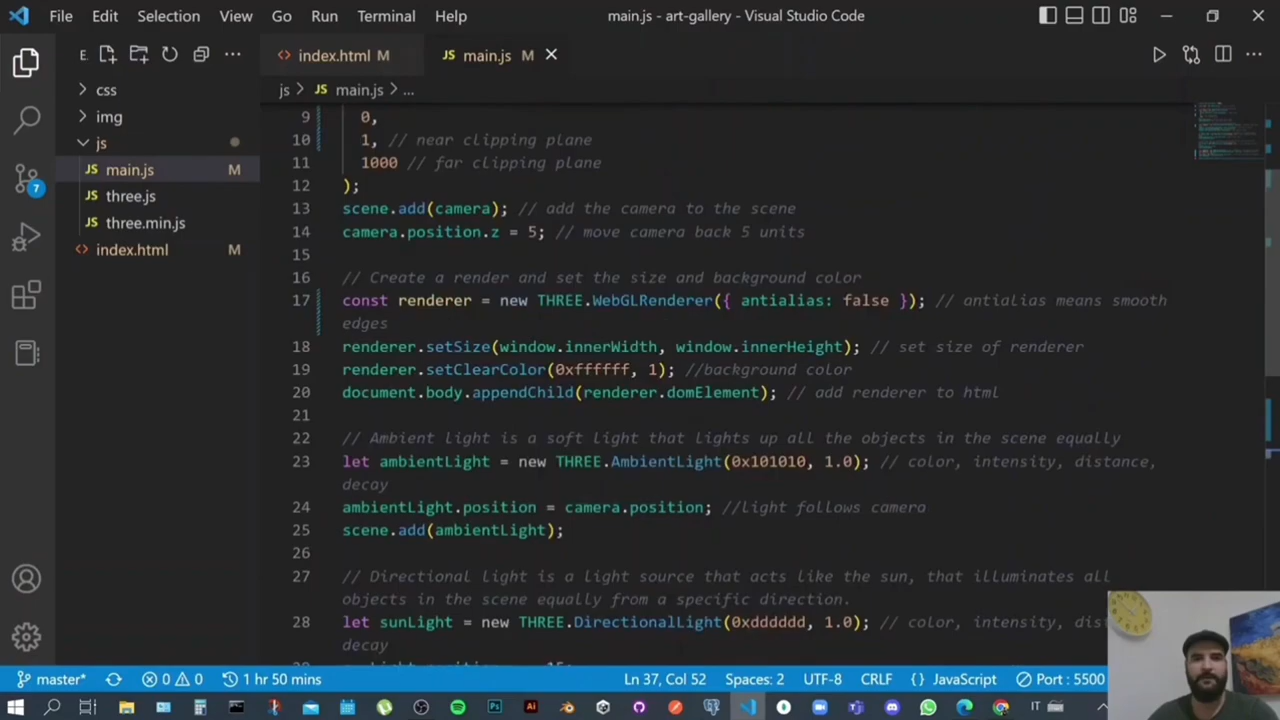 File Edit Selection View Go Run Terminal Help
main.js - art-gallery - Visual Studio Code
E.
index.html M
main.js M
js > JS main.js > ...
css
img
js
JS main.js M
JS three.js
JS three.min.js
index.html M
9 0,
10 1, // near clipping plane
11 1000 // far clipping plane
12 );
13 scene.add(camera); // add the camera to the scene
14 camera.position.z = 5; // move camera back 5 units
15
16 // Create a render and set the size and background color
17 const renderer = new THREE.WebGLRenderer({ antialias: false }); // antialias means smooth
edges
18 renderer.setSize(window.innerWidth, window.innerHeight); // set size of renderer
19 renderer.setClearColor(0xffffff, 1); //background color
20 document.body.appendChild(renderer.domElement); // add renderer to html
21
22 // Ambient light is a soft light that lights up all the objects in the scene equally
23 let ambientLight = new THREE.AmbientLight(0x101010, 1.0); // color, intensity, distance,
decay
24 ambientLight.position = camera.position; //light follows camera
25 scene.add(ambientLight);
26
27 // Directional light is a light source that acts like the sun, that illuminates all
objects in the scene equally from a specific direction.
28 let sunLight = new THREE.DirectionalLight(0xdddddd, 1.0); // color, intensity, dist
decay
7
master* 0 0 1 hr 50 mins
Ln 37, Col 52 Spaces: 2 UTF-8 CRLF {} JavaScript Port : 5500
IT